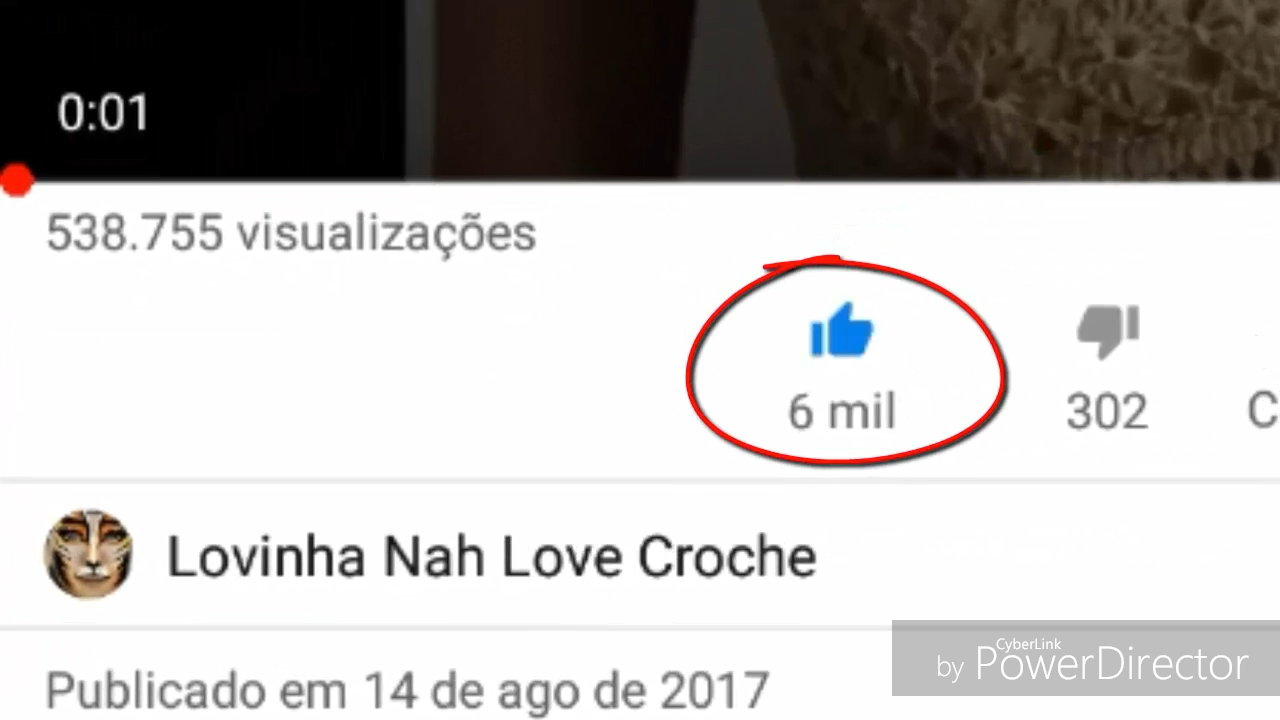 0:01
538.755 visualizações
6 mil
302
C
Lovinha Nah Love Croche
Publicado em 14 de ago de 2017
CyberLink
by PowerDirector